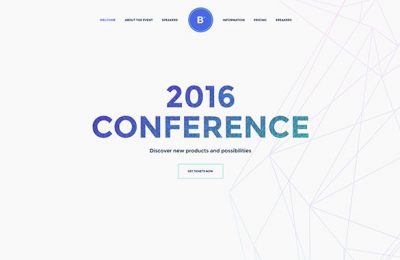 WELCOME ABOUT THE EVENT SPEAKERS B INFORMATION PRICING SPEAKERS
2016
CONFERENCE
Discover new products and possibilities
GET TICKETS NOW